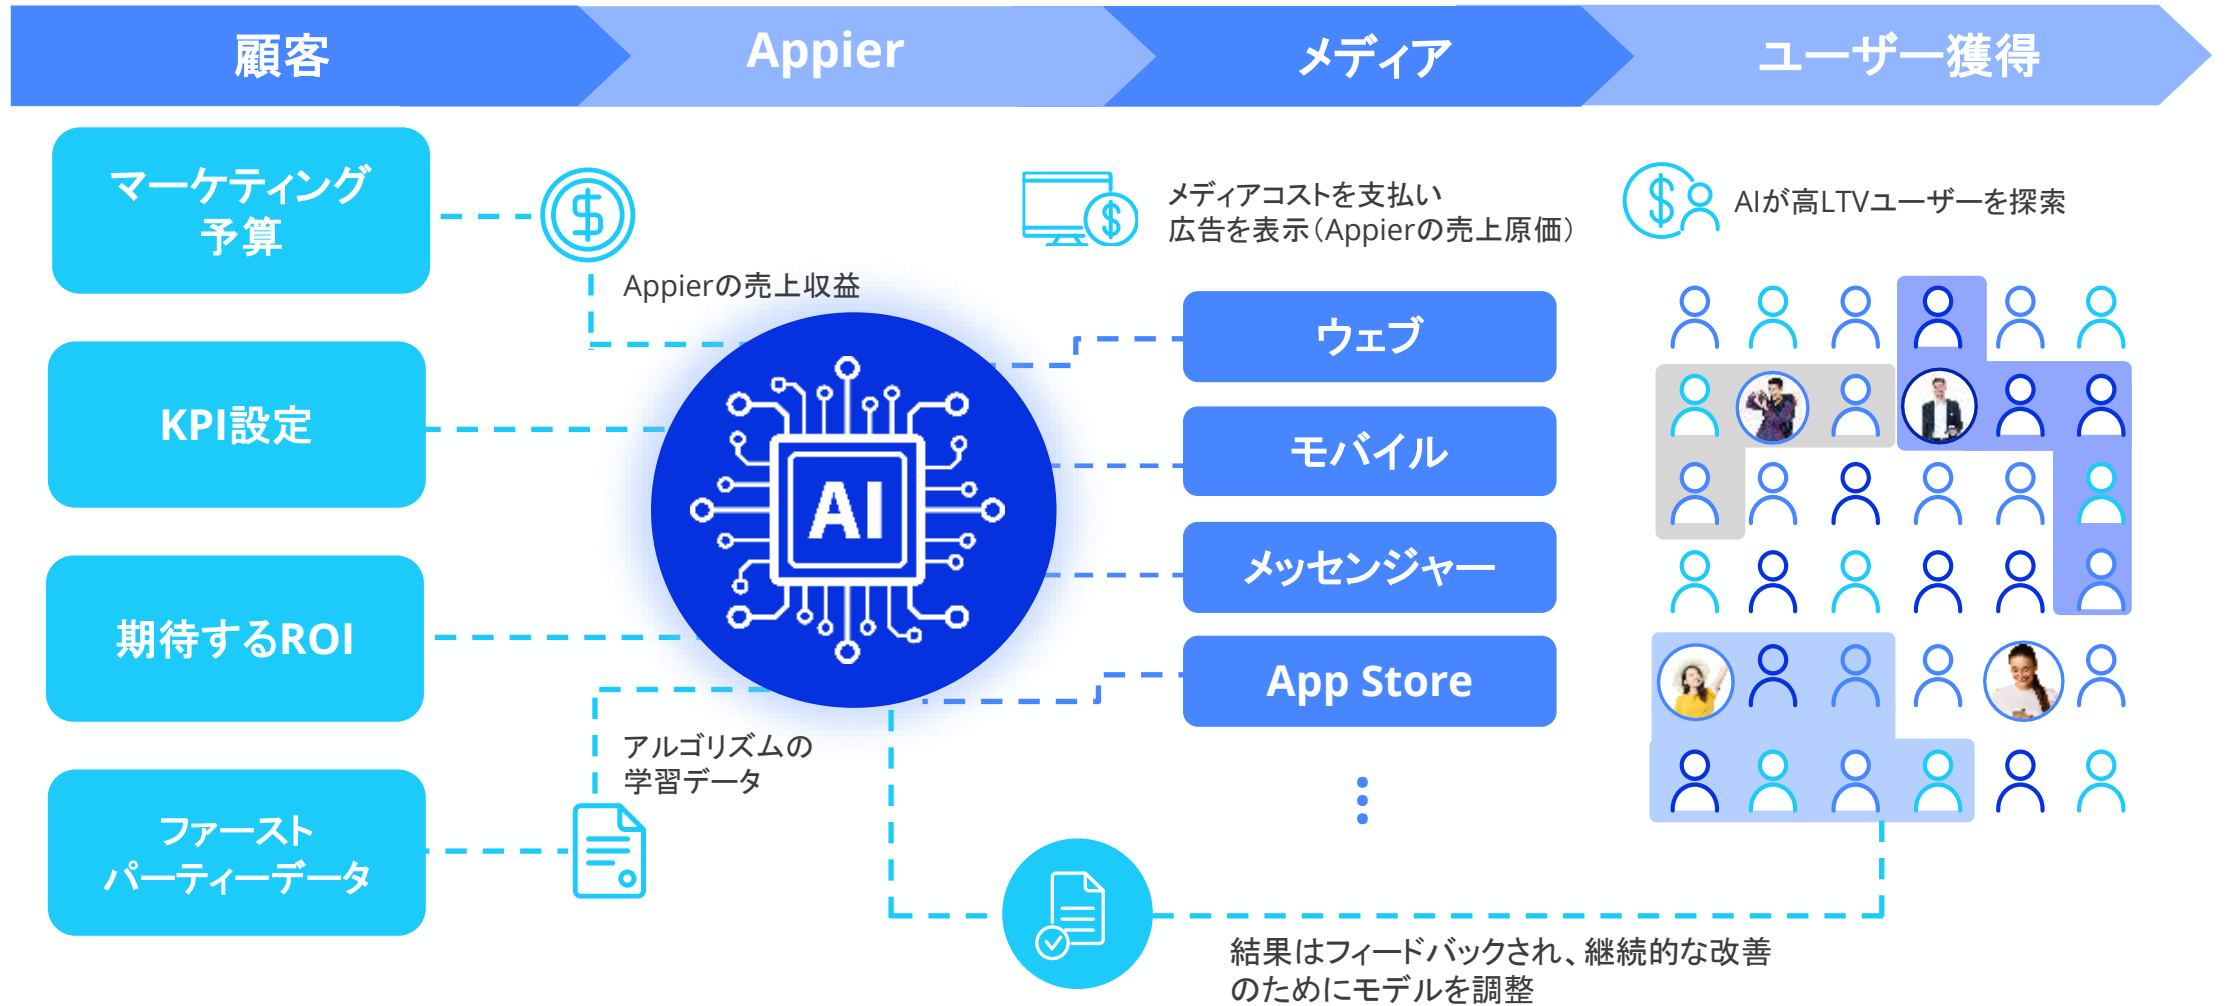 顧客
Appier
メディア
ユーザー獲得
マーケティング
予算
KPI設定
期待するROI
ファースト
パーティーデータ
Appierの売上収益
AI
アルゴリズムの
学習データ
メディアコストを支払い
広告を表示（Appierの売上原価）
ウェブ
モバイル
メッセンジャー
App Store
AIが高LTVユーザーを探索
結果はフィードバックされ、継続的な改善
のためにモデルを調整